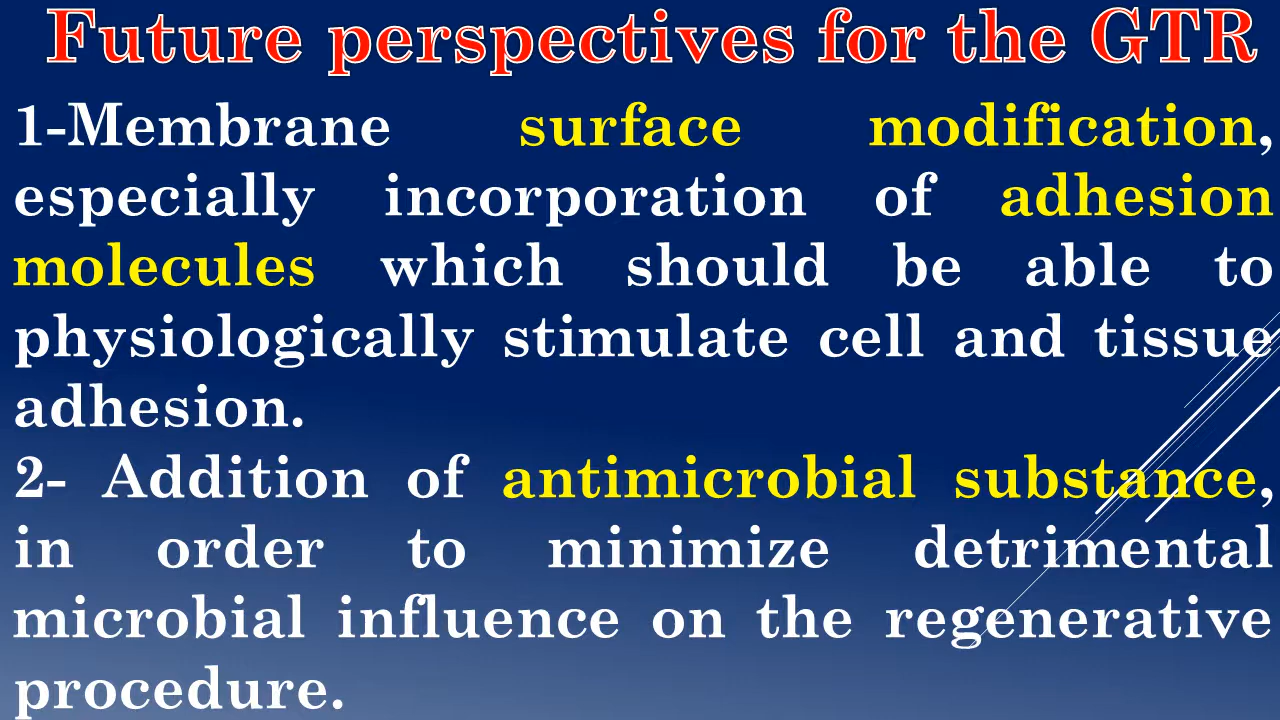 Future perspectives for the GTR
1-Membrane surface modification,
especially incorporation of adhesion
molecules which should be able to
physiologically stimulate cell and tissue
adhesion.
2- Addition of antimicrobial substance,
in order to minimize detrimental
microbial influence on the regenerative
procedure.